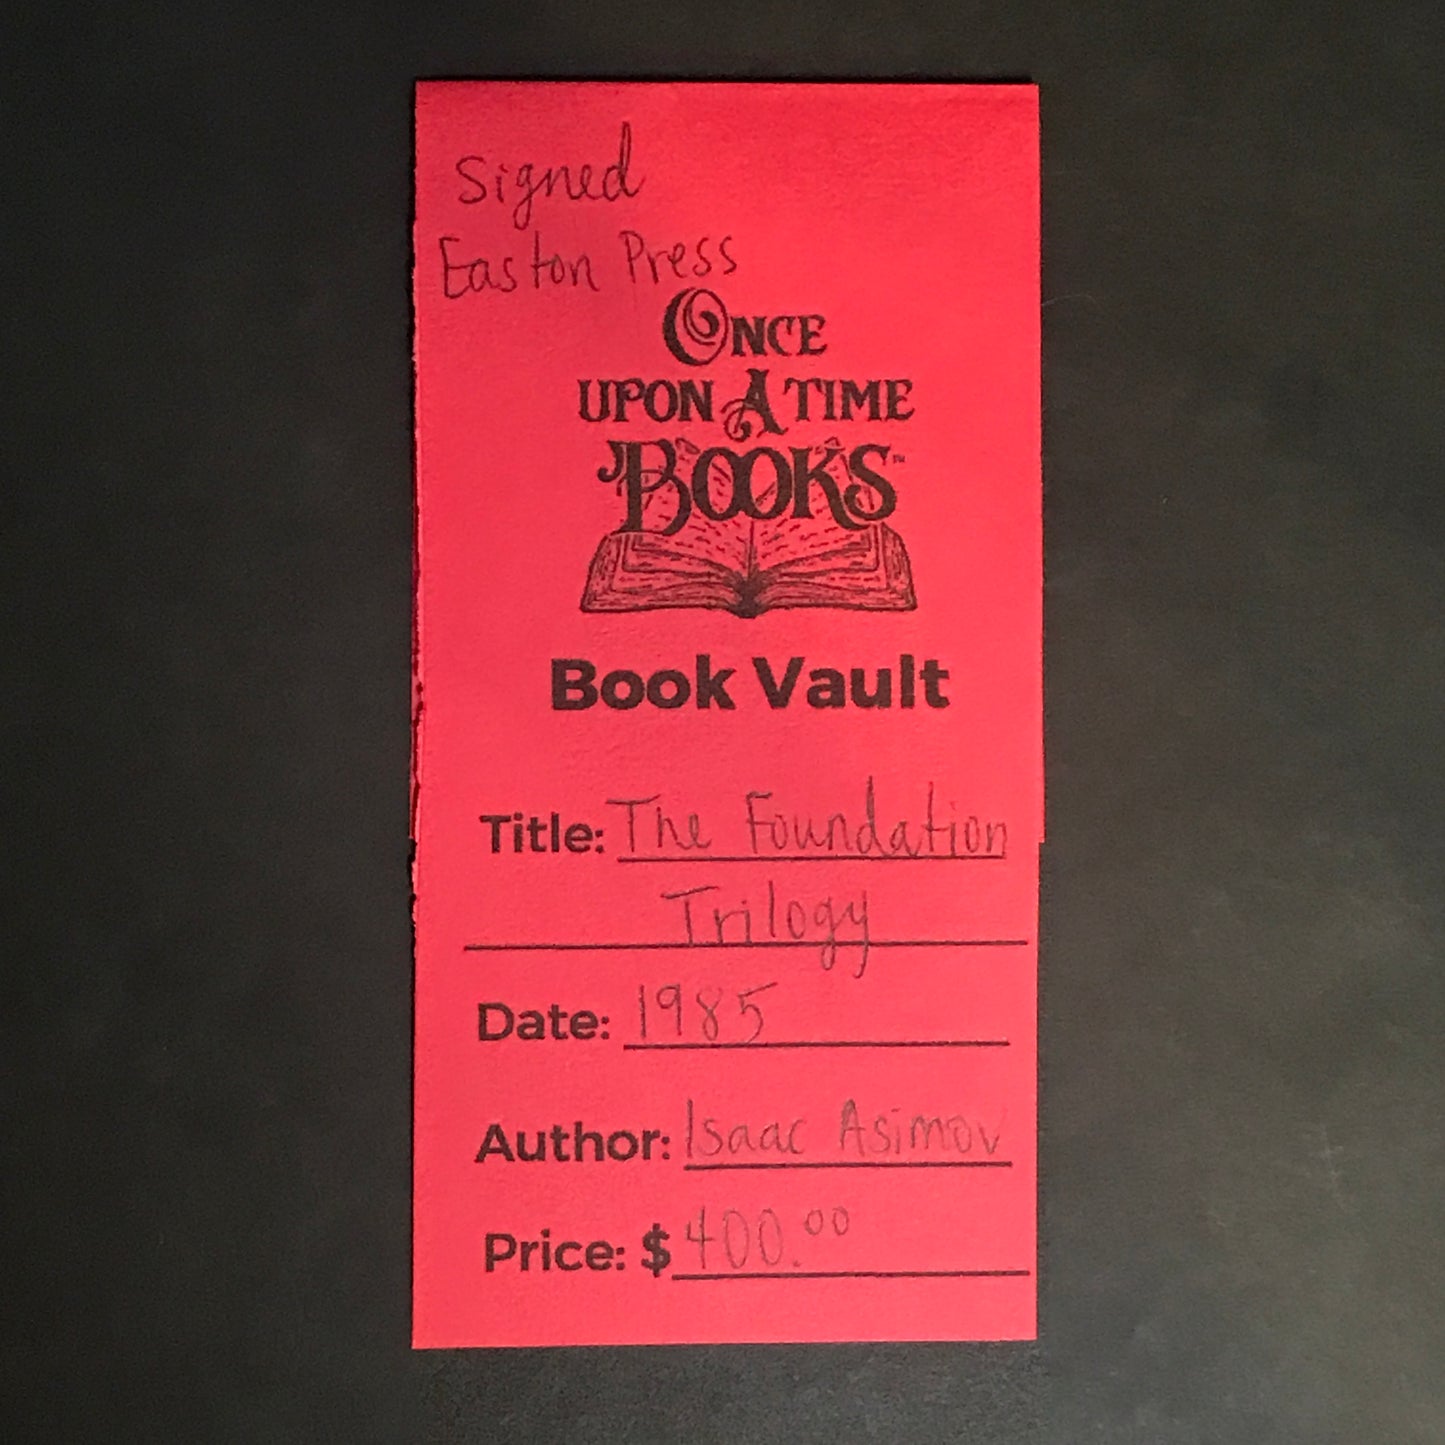 Signed
Easton Press
ONCE
UPON A TIME
BOOKS™
Book Vault
Title: The Foundation
Trilogy
Date: 1985
Author: Isaac Asimov
Price: $400.00